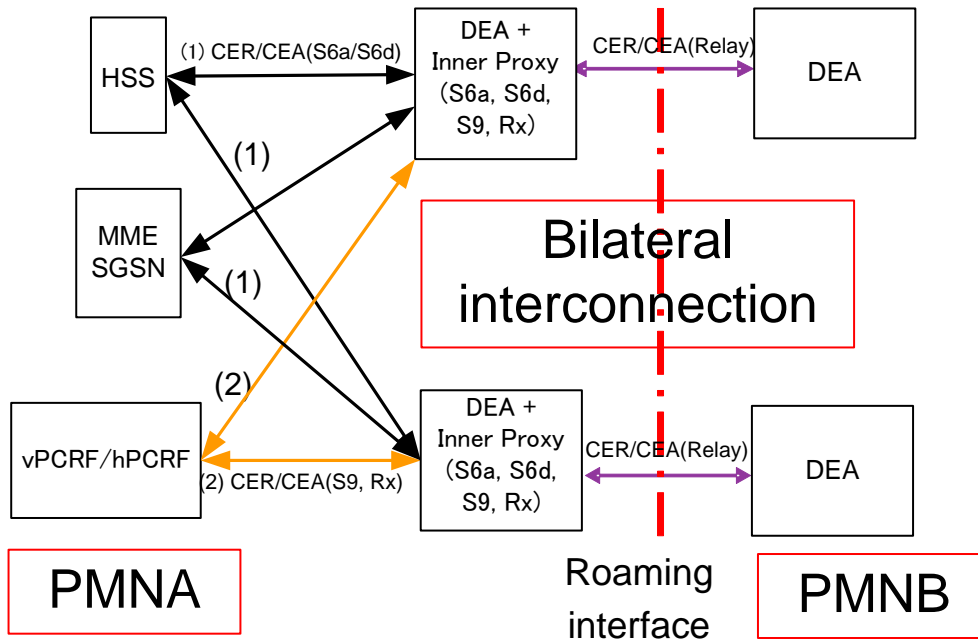 HSS
(1) CER/CEA(S6a/S6d)
DEA +
Inner Proxy
(S6a, S6d,
S9, Rx)
CER/CEA(Relay)
DEA
(1)
MME
SGSN
(1)
Bilateral
interconnection
(2)
vPCRF/hPCRF
(2) CER/CEA(S9, Rx)
DEA +
Inner Proxy
(S6a, S6d,
S9, Rx)
CER/CEA(Relay)
DEA
PMNA
Roaming
interface
PMNB